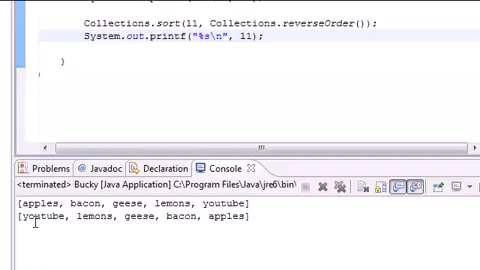 Collections.sort(l1, Collections.reverseOrder());
System.out.printf("%s\n", l1);
}
}
Problems @ Javadoc Declaration Console
<terminated> Bucky [Java Application] C:\Program Files\Java\jre6\bin\
[apples, bacon, geese, lemons, youtube]
[youtube, lemons, geese, bacon, apples]